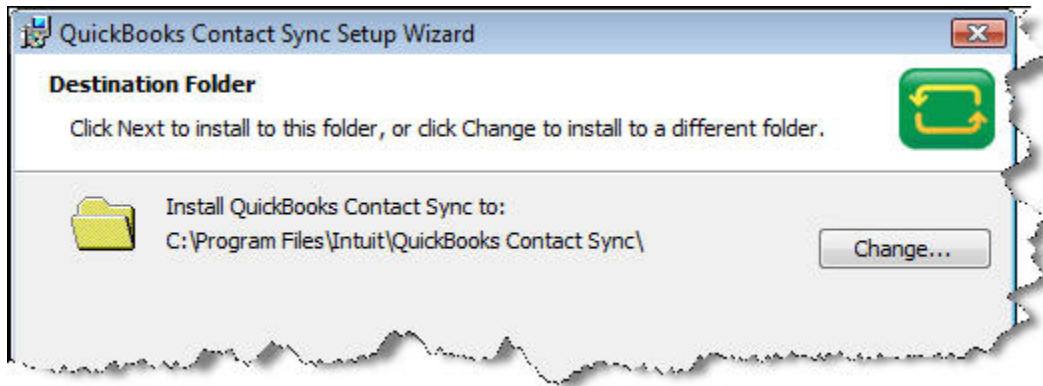 QuickBooks Contact Sync Setup Wizard
Destination Folder
Click Next to install to this folder, or click Change to install to a different folder.
Install QuickBooks Contact Sync to:
C:\Program Files\Intuit\QuickBooks Contact Sync\
Change...